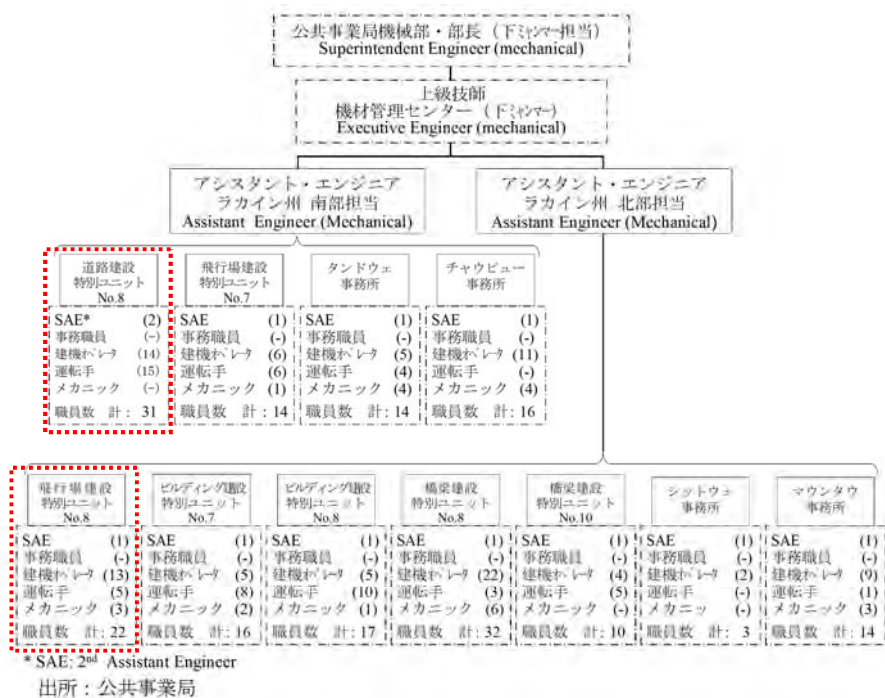 公共事業局機械部・部長（下ﾐｬﾝﾏｰ担当）
Superintendent Engineer (mechanical)
上級技師
機材管理センター（下ﾐｬﾝﾏｰ）
Executive Engineer (mechanical)
アシスタント・エンジニア
ラカイン州 南部担当
Assistant Engineer (Mechanical)
アシスタント・エンジニア
ラカイン州 北部担当
Assistant Engineer (Mechanical)
道路建設
特別ユニット
No.8
SAE* (2)
事務職員 (-)
建機ｵﾍﾟﾚｰﾀ (14)
運転手 (15)
メカニック (-)
職員数 計： 31
飛行場建設
特別ユニット
No.7
SAE (1)
事務職員 (-)
建機ｵﾍﾟﾚｰﾀ (6)
運転手 (6)
メカニック (1)
職員数 計：14
タンドウェ
事務所
SAE (1)
事務職員 (-)
建機ｵﾍﾟﾚｰﾀ (5)
運転手 (4)
メカニック (4)
職員数 計：14
チャウピュー
事務所
SAE (1)
事務職員 (-)
建機ｵﾍﾟﾚｰﾀ (11)
運転手 (-)
メカニック (4)
職員数 計：16
飛行場建設
特別ユニット
No.8
SAE (1)
事務職員 (-)
建機ｵﾍﾟﾚｰﾀ (13)
運転手 (5)
メカニック (3)
職員数 計：22
ﾋﾞﾙﾃﾞｨﾝｸﾞ建設
特別ユニット
No.7
SAE (1)
事務職員 (-)
建機ｵﾍﾟﾚｰﾀ (5)
運転手 (8)
メカニック (2)
職員数 計：16
ﾋﾞﾙﾃﾞｨﾝｸﾞ建設
特別ユニット
No.8
SAE (1)
事務職員 (-)
建機ｵﾍﾟﾚｰﾀ (5)
運転手 (10)
メカニック (1)
職員数 計：17
橋梁建設
特別ユニット
No.8
SAE (1)
事務職員 (-)
建機ｵﾍﾟﾚｰﾀ (22)
運転手 (3)
メカニック (6)
職員数 計：32
橋梁建設
特別ユニット
No.10
SAE (1)
事務職員 (-)
建機ｵﾍﾟﾚｰﾀ (4)
運転手 (5)
メカニック (-)
職員数 計：10
シットウェ
事務所
SAE (1)
事務職員 (-)
建機ｵﾍﾟﾚｰﾀ (2)
運転手 (-)
メカニッ (-)
職員数 計： 3
マウンタウ
事務所
SAE (1)
事務職員 (-)
建機ｵﾍﾟﾚｰﾀ (9)
運転手 (1)
メカニック (3)
職員数 計：14
* SAE: 2nd Assistant Engineer
出所：公共事業局